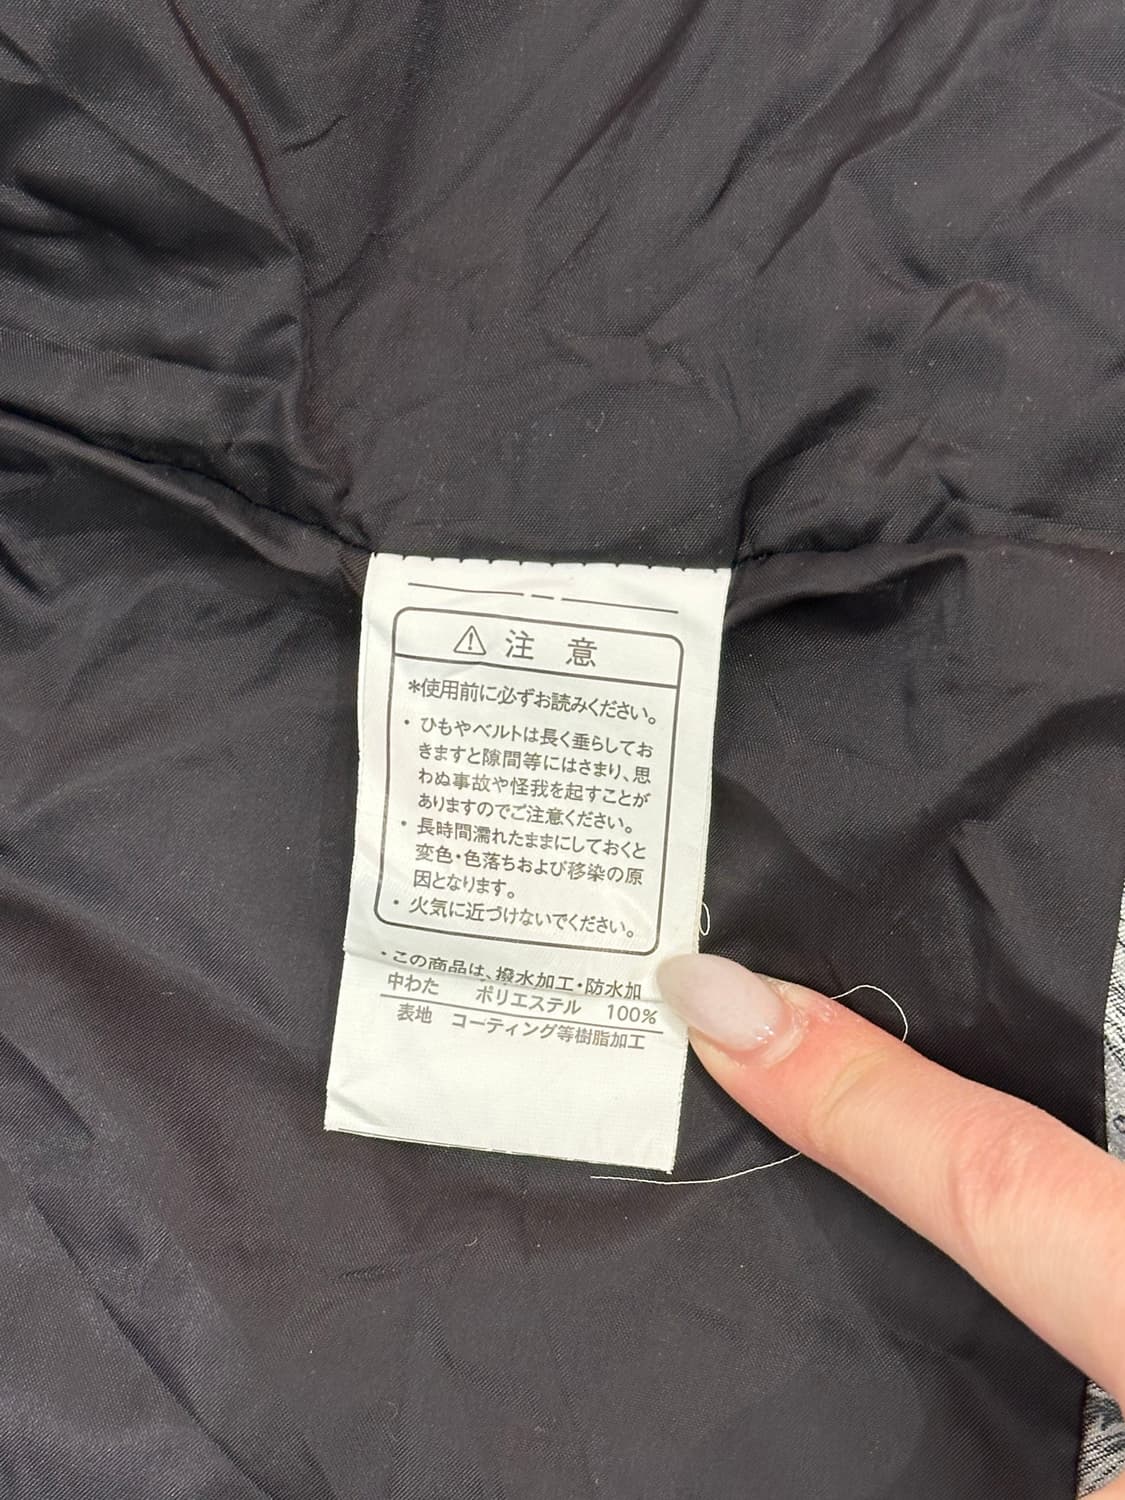 ⚠ 注 意
*使用前に必ずお読みください。
・ひもやベルトは長く垂らしてお
きますと隙間等にはさまり、思
わぬ事故や怪我を起すことが
ありますのでご注意ください。
・長時間濡れたままにしておくと
変色・色落ちおよび移染の原
因となります。
・火気に近づけないでください。
・この商品は、撥水加工・防水加
中わた ポリエステル 100%
表地 コーティング等樹脂加工